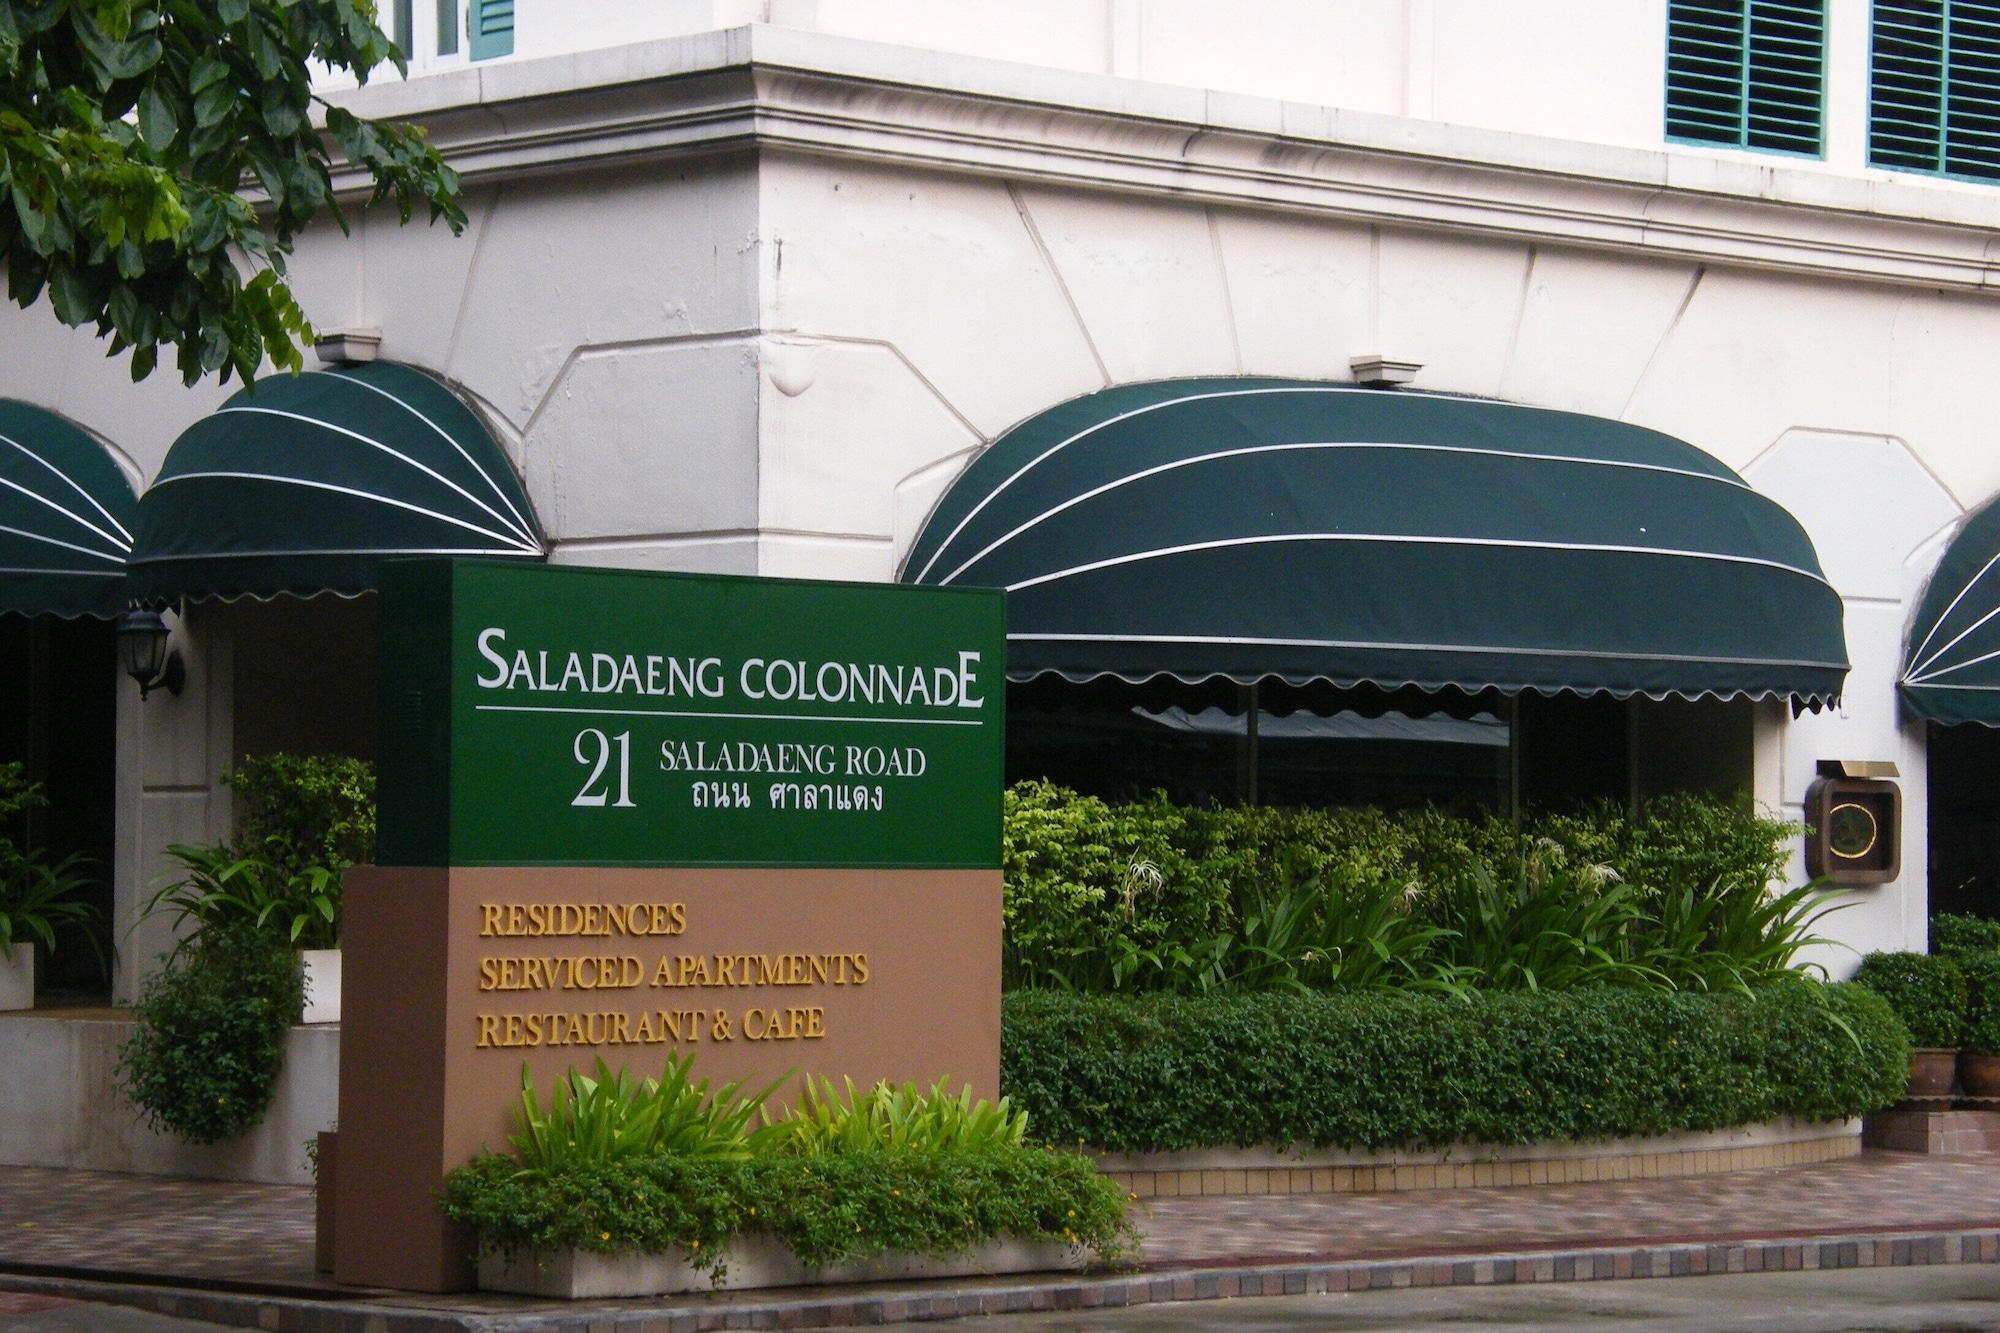 SALADAENG COLONNADE
21 SALADAENG ROAD
ถนน ศาลาแดง
RESIDENCES
SERVICED APARTMENTS
RESTAURANT & CAFE